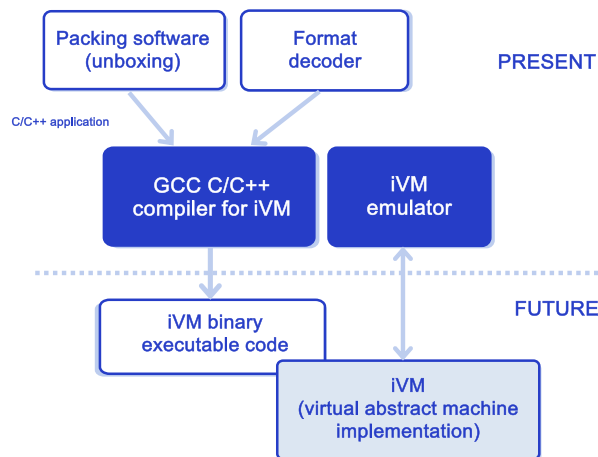 Packing software
(unboxing)
Format
decoder
PRESENT
C/C++ application
GCC C/C++
compiler for iVM
iVM
emulator
FUTURE
iVM binary
executable code
iVM
(virtual abstract machine
implementation)